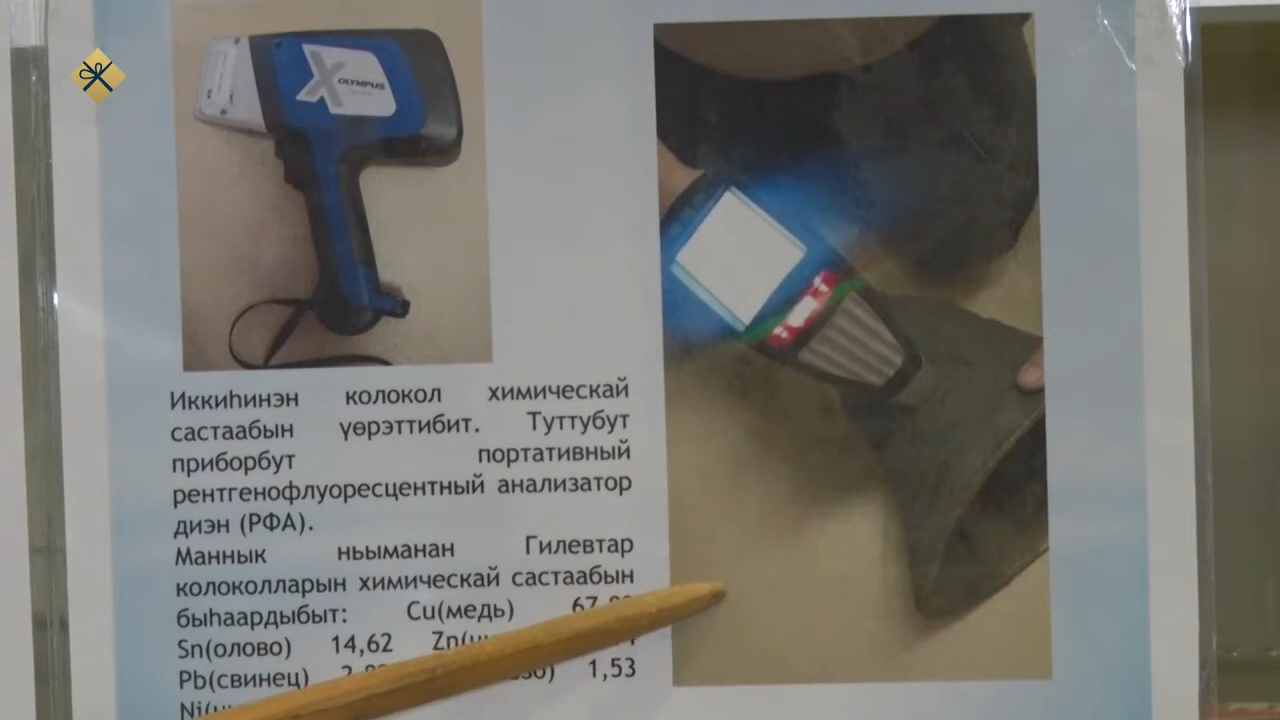 X OLYMPUS
Иккиһинэн колокол химическай
састаабын үөрэттибит. Туттубут
приборбут портативный
рентгенофлуоресцентный анализатор
диэн (РФА).
Маннык ньыманан Гилевтар
колоколларын химическай састаабын
быһаардыбыт: Cu(медь)
Sn(олово) 14,62
Pb(свинец) 1,53